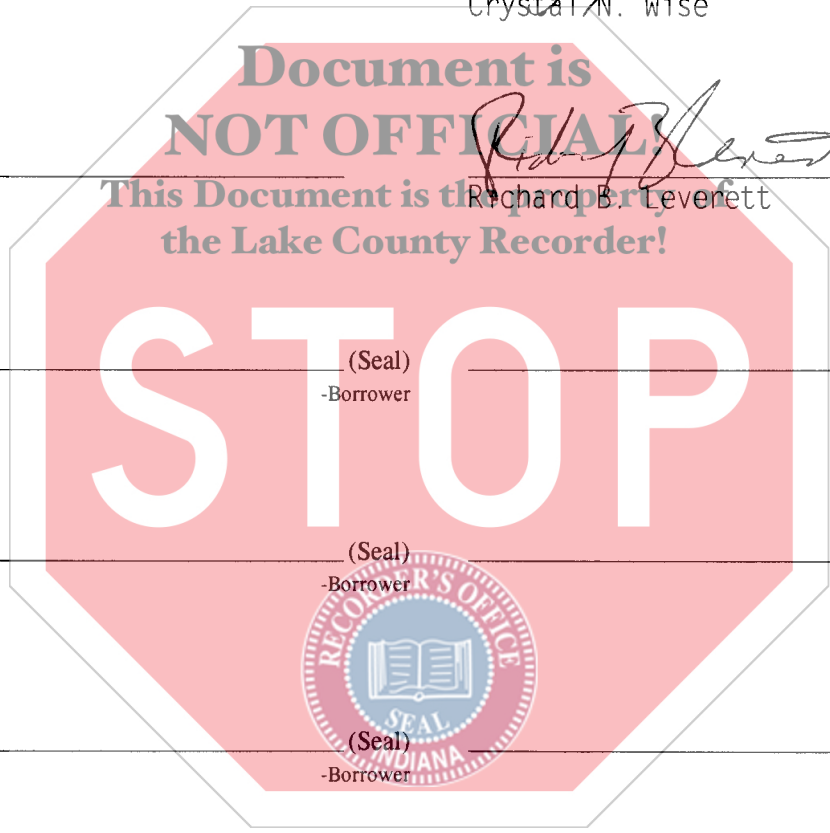 Crystal N. Wise
Document is
NOT OFFICIAL!
This Document is the property of
Richard B. Leverett
the Lake County Recorder!
STOP
(Seal)
-Borrower
(Seal)
-Borrower
RECORDER'S OFFICE
SEAL
INDIANA
(Seal)
-Borrower